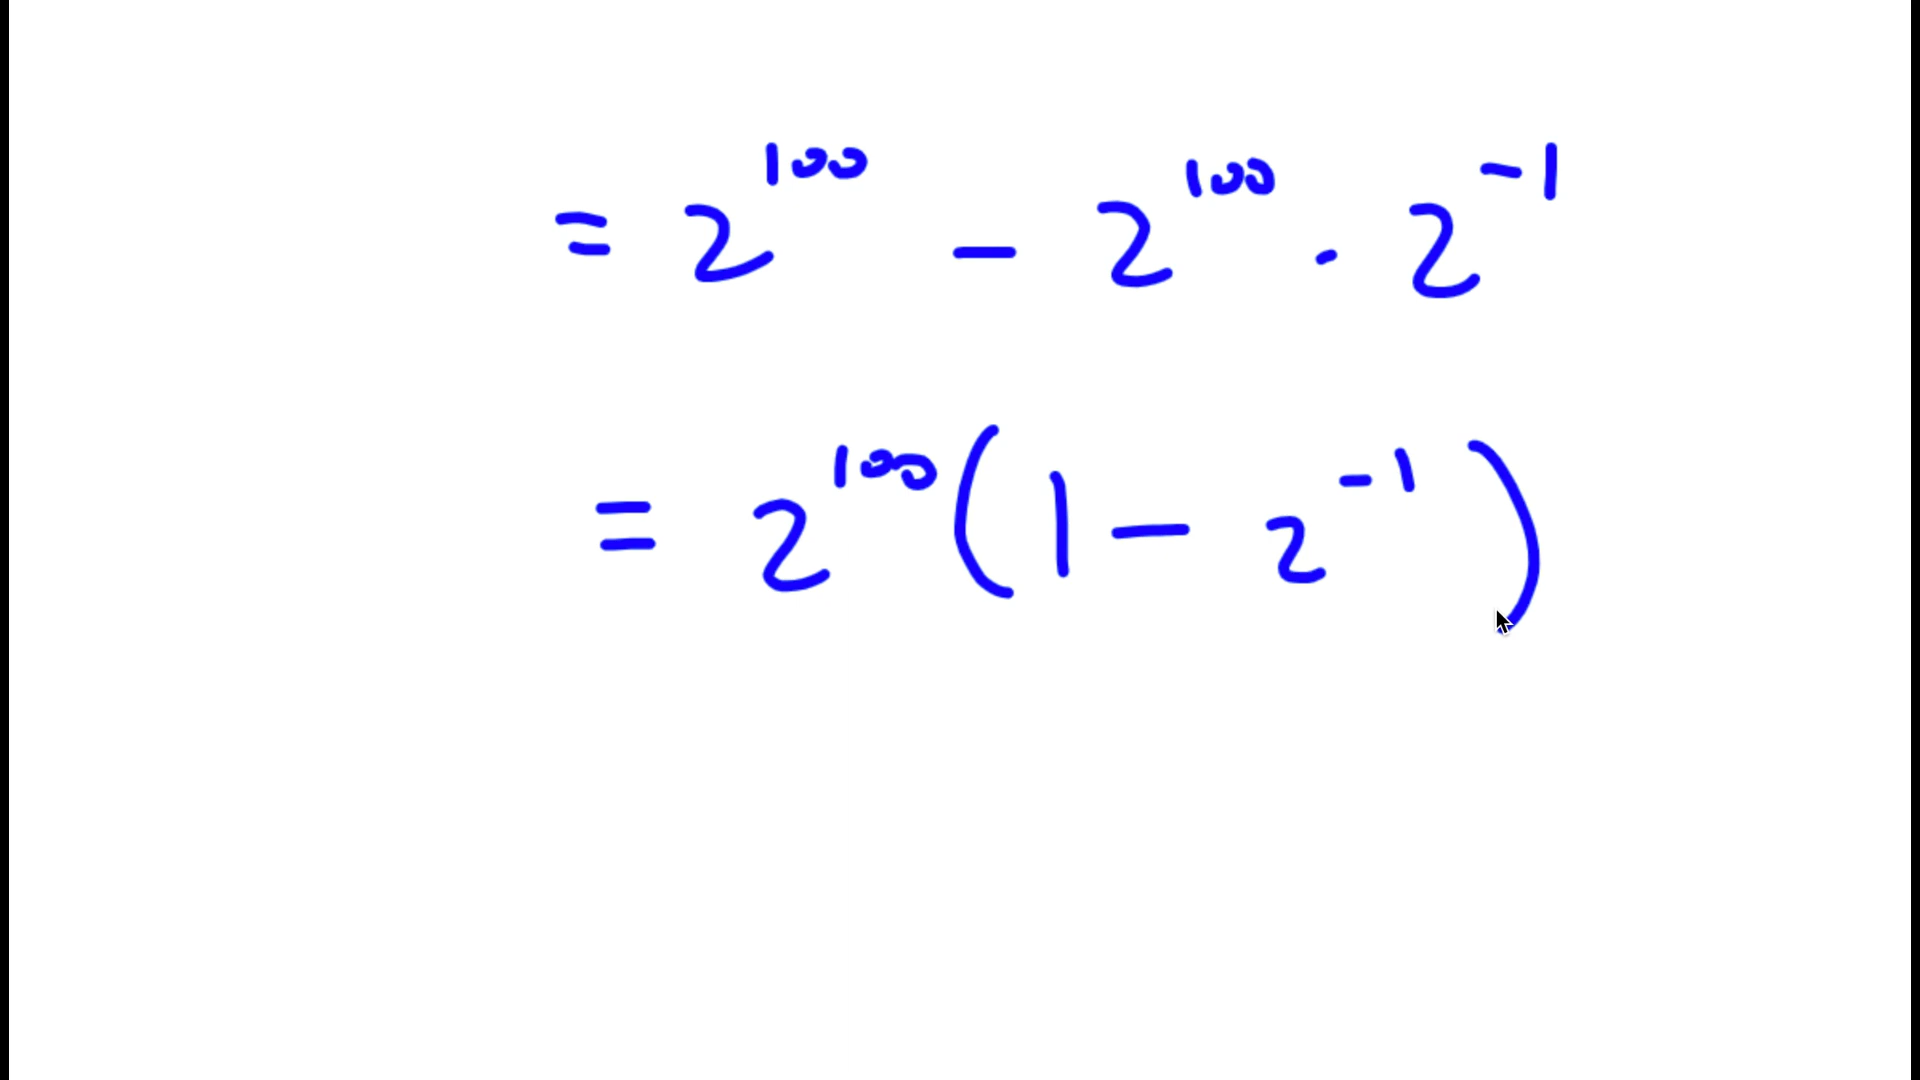 = 2^100 - 2^100 · 2^-1
= 2^100 (1 - 2^-1)